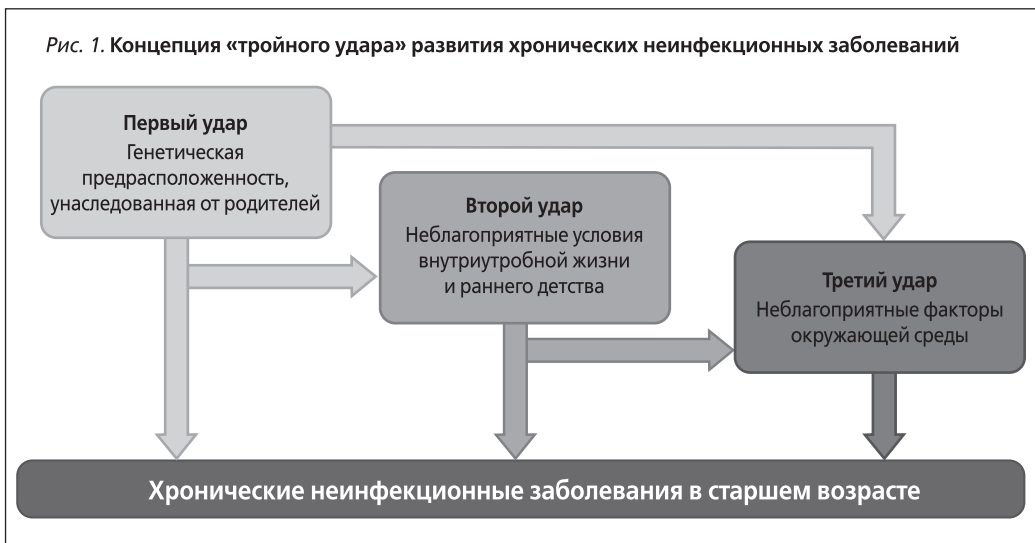 Рис. 1. Концепция «тройного удара» развития хронических неинфекционных заболеваний
Первый удар
Генетическая
предрасположенность,
унаследованная от родителей
Второй удар
Неблагоприятные условия
внутриутробной жизни
и раннего детства
Третий удар
Неблагоприятные факторы
окружающей среды
Хронические неинфекционные заболевания в старшем возрасте